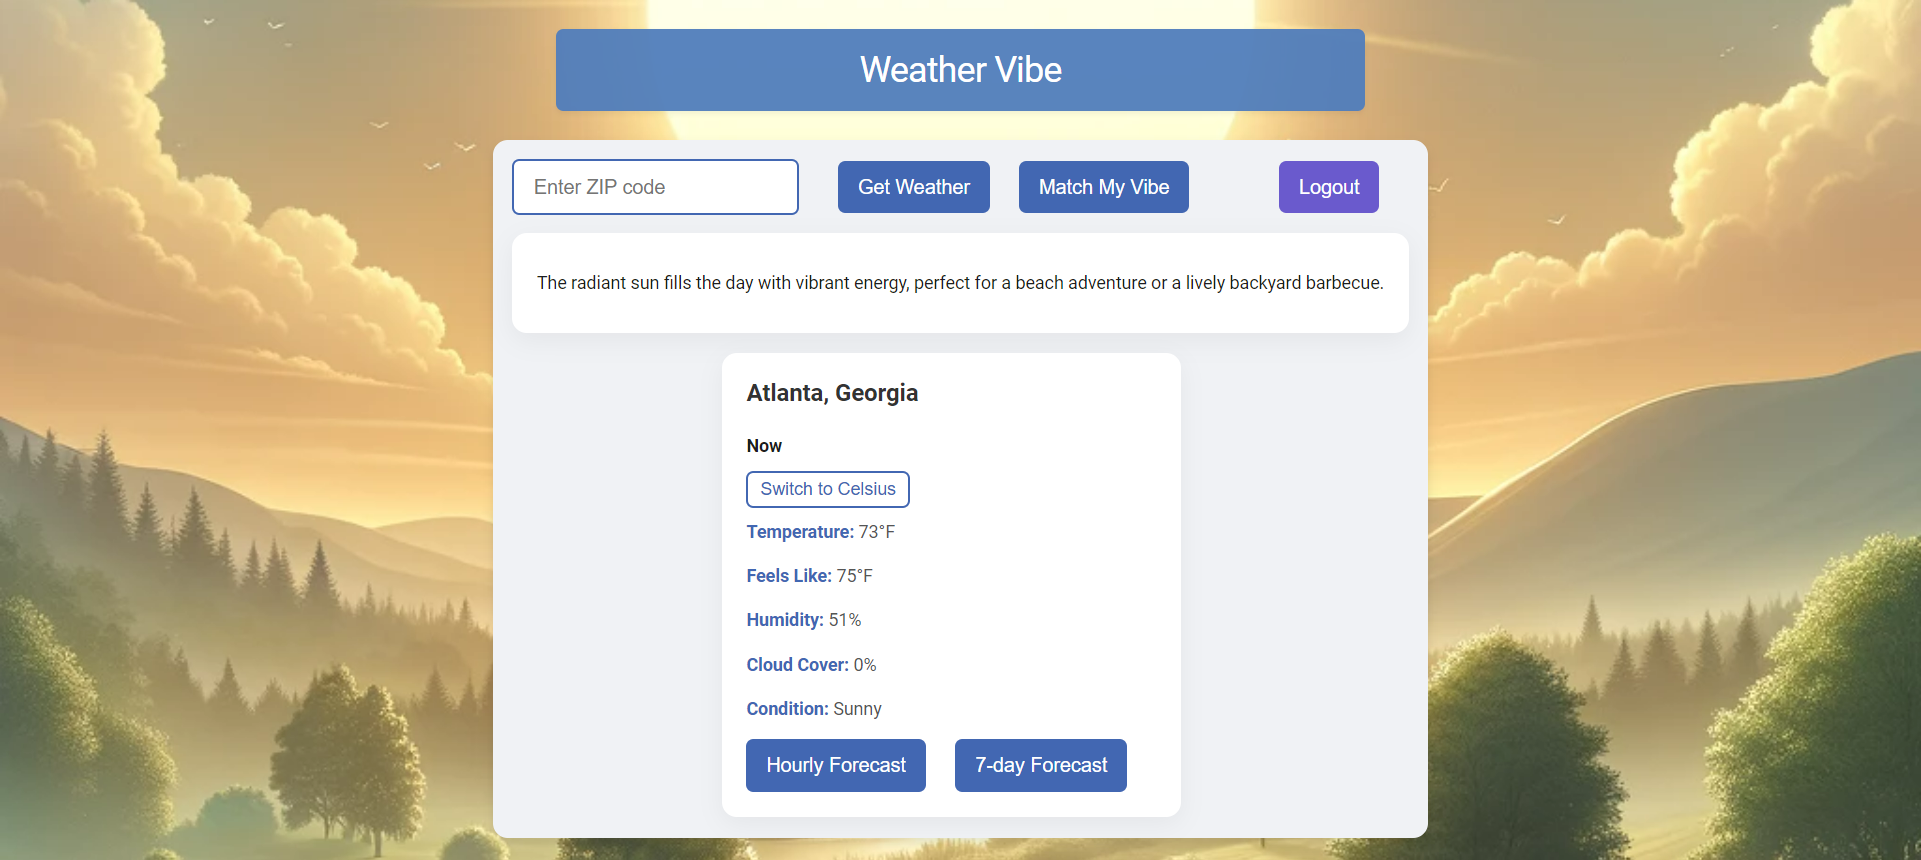 Weather Vibe
Enter ZIP code
Get Weather
Match My Vibe
Logout
The radiant sun fills the day with vibrant energy, perfect for a beach adventure or a lively backyard barbecue.
Atlanta, Georgia
Now
Switch to Celsius
Temperature: 73°F
Feels Like: 75°F
Humidity: 51%
Cloud Cover: 0%
Condition: Sunny
Hourly Forecast
7-day Forecast